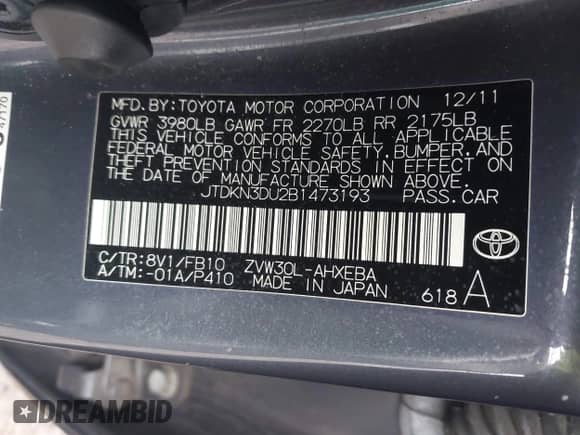 MFD.BY:TOYOTA MOTOR CORPORATION 12/11
GVWR 3980LB GAWR FR 2270LB RR 2175LB
THIS VEHICLE CONFORMS TO ALL APPLICABLE
FEDERAL MOTOR VEHICLE SAFETY,BUMPER,AND
THEFT PREVENTION STANDARDS IN EFFECT ON
THE DATE OF MANUFACTURE SHOWN ABOVE.
JTDKN3DU2B1473193 PASS.CAR
C/TR:8V1/FB10 ZVW30L-AHXEBA
A/TM:-01A/P410 MADE IN JAPAN
618 A
DREAMBID